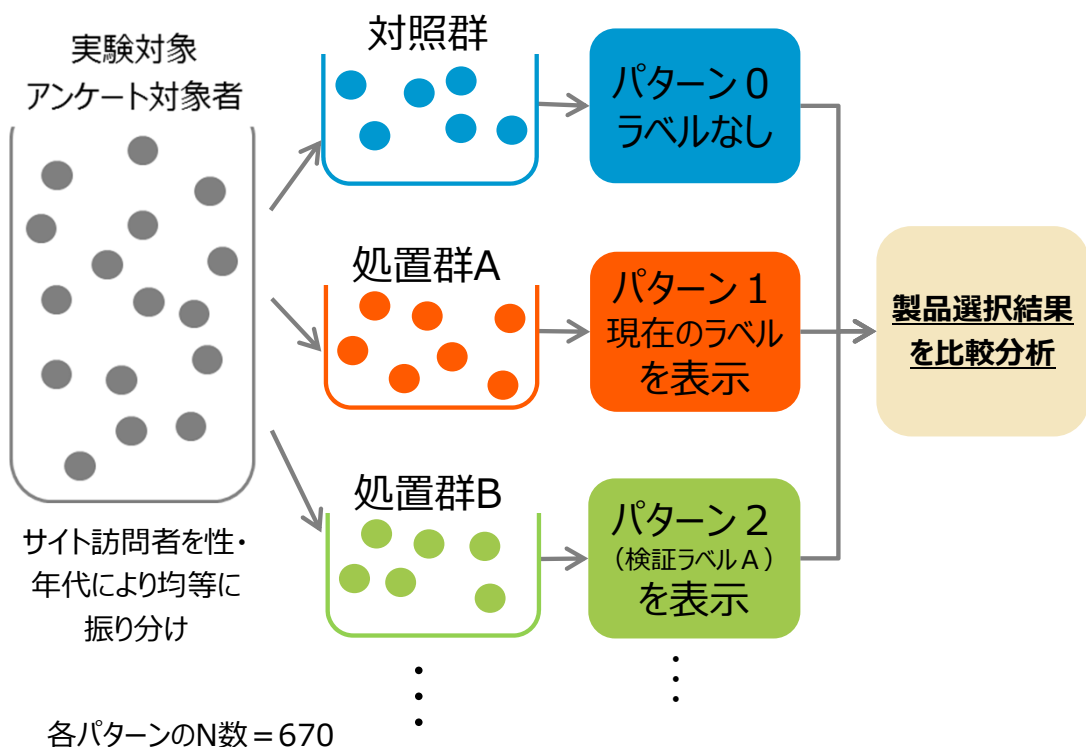 実験対象
アンケート対象者
サイト訪問者を性・
年代により均等に
振り分け
各パターンのN数＝670
対照群
パターン０
ラベルなし
処置群A
パターン１
現在のラベル
を表示
処置群B
パターン２
（検証ラベルA）
を表示
製品選択結果
を比較分析